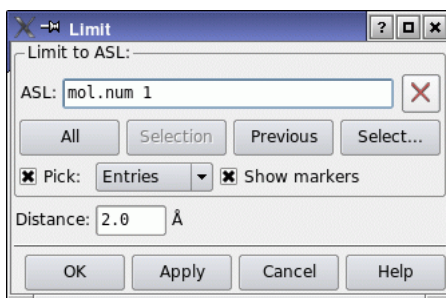 Limit
Limit to ASL:
ASL: mol.num 1
All Selection Previous Select...
Pick: Entries Show markers
Distance: 2.0 Å
OK Apply Cancel Help